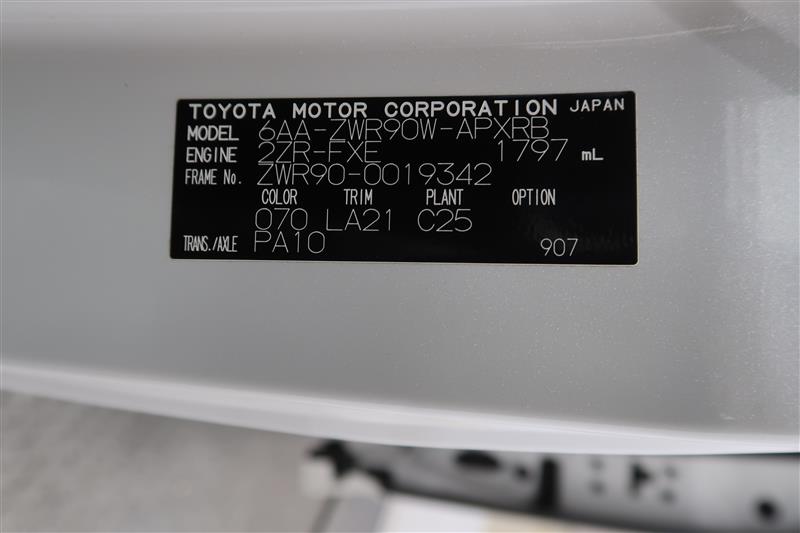 TOYOTA MOTOR CORPORATION JAPAN
MODEL 6AA-ZWR90W-APXRB
ENGINE 2ZR-FXE 1797 mL
FRAME No. ZWR90-0019342
COLOR TRIM PLANT OPTION
070 LA21 C25
TRANS./AXLE PA10 907